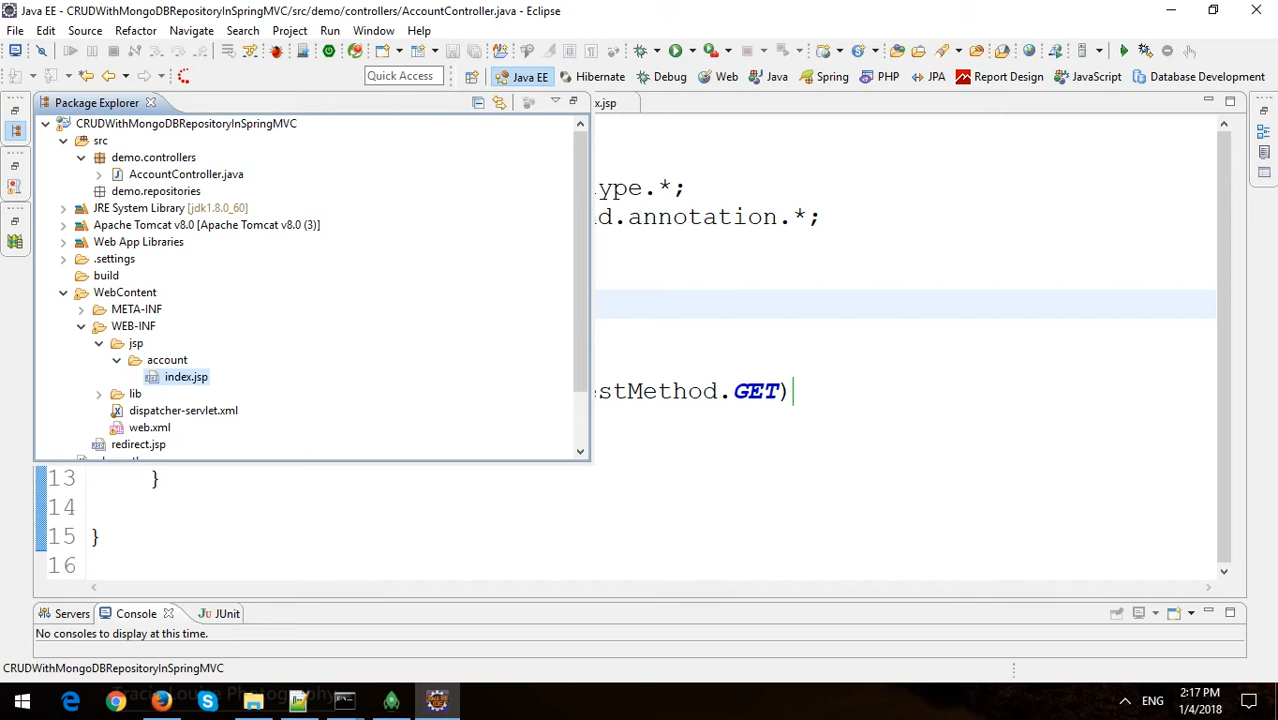 Java EE - CRUDWithMongoDBRepositoryInSpringMVC/src/demo/controllers/AccountController.java - Eclipse
File Edit Source Refactor Navigate Search Project Run Window Help
Quick Access
Java EE Hibernate Debug Web Java Spring PHP JPA Report Design JavaScript Database Development
Package Explorer
x.jsp
CRUDWithMongoDBRepositoryInSpringMVC
src
demo.controllers
AccountController.java
demo.repositories
JRE System Library [jdk1.8.0_60]
Apache Tomcat v8.0 [Apache Tomcat v8.0 (3)]
Web App Libraries
.settings
build
WebContent
META-INF
WEB-INF
jsp
account
index.jsp
lib
dispatcher-servlet.xml
web.xml
redirect.jsp
ype.*;
d.annotation.*;
estMethod.GET)
13 }
14
15 }
16
Servers Console JUnit
No consoles to display at this time.
CRUDWithMongoDBRepositoryInSpringMVC
Photography
ENG
2:17 PM
1/4/2018